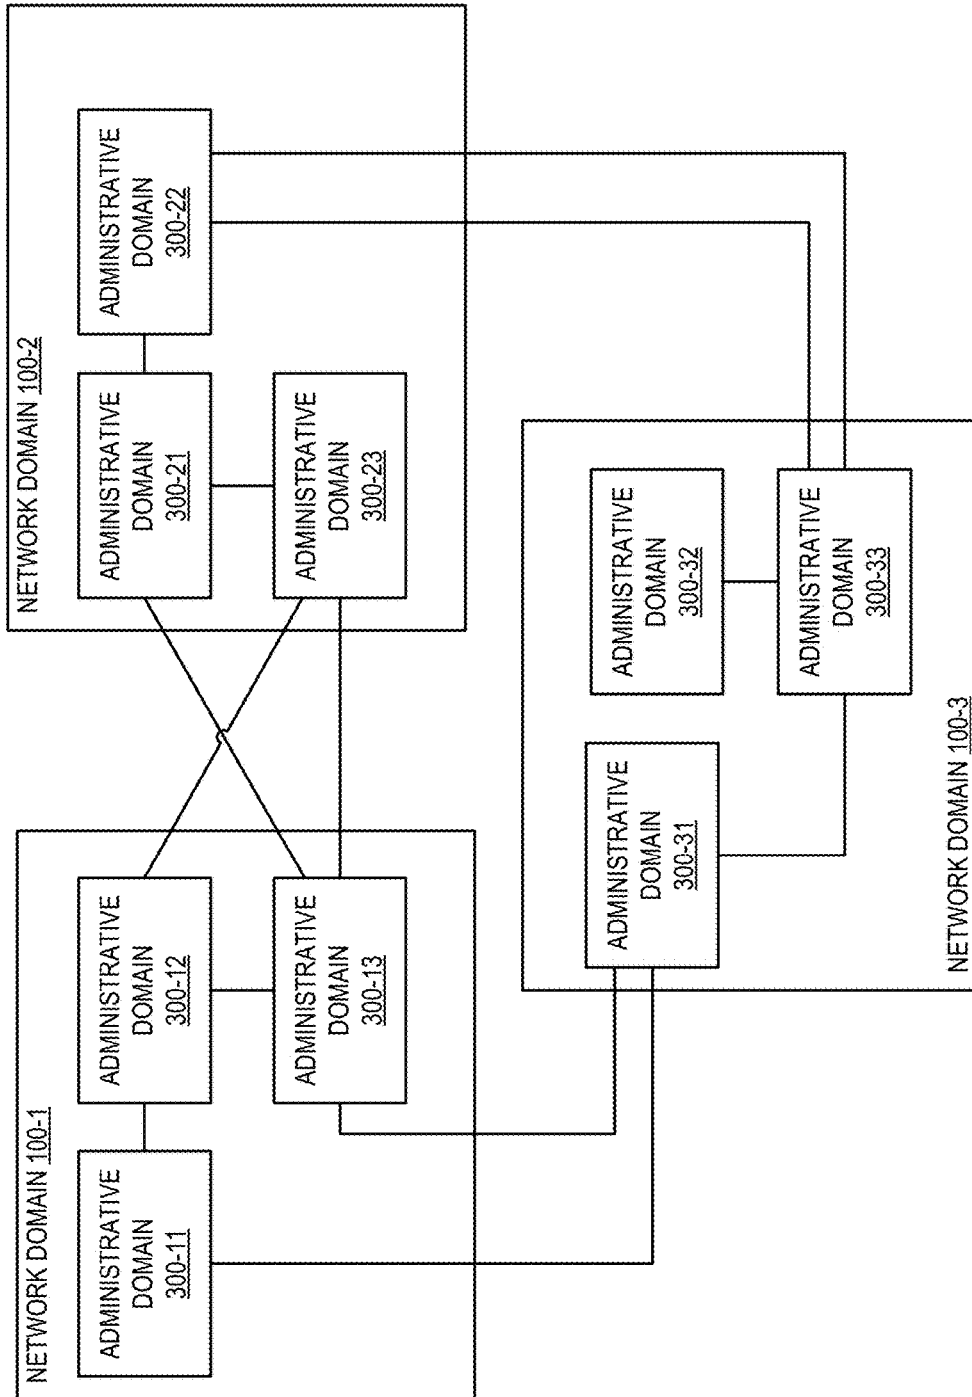 NETWORK DOMAIN 100-1
ADMINISTRATIVE
DOMAIN
300-11
ADMINISTRATIVE
DOMAIN
300-12
ADMINISTRATIVE
DOMAIN
300-13
NETWORK DOMAIN 100-2
ADMINISTRATIVE
DOMAIN
300-21
ADMINISTRATIVE
DOMAIN
300-22
ADMINISTRATIVE
DOMAIN
300-23
ADMINISTRATIVE
DOMAIN
300-31
ADMINISTRATIVE
DOMAIN
300-32
ADMINISTRATIVE
DOMAIN
300-33
NETWORK DOMAIN 100-3